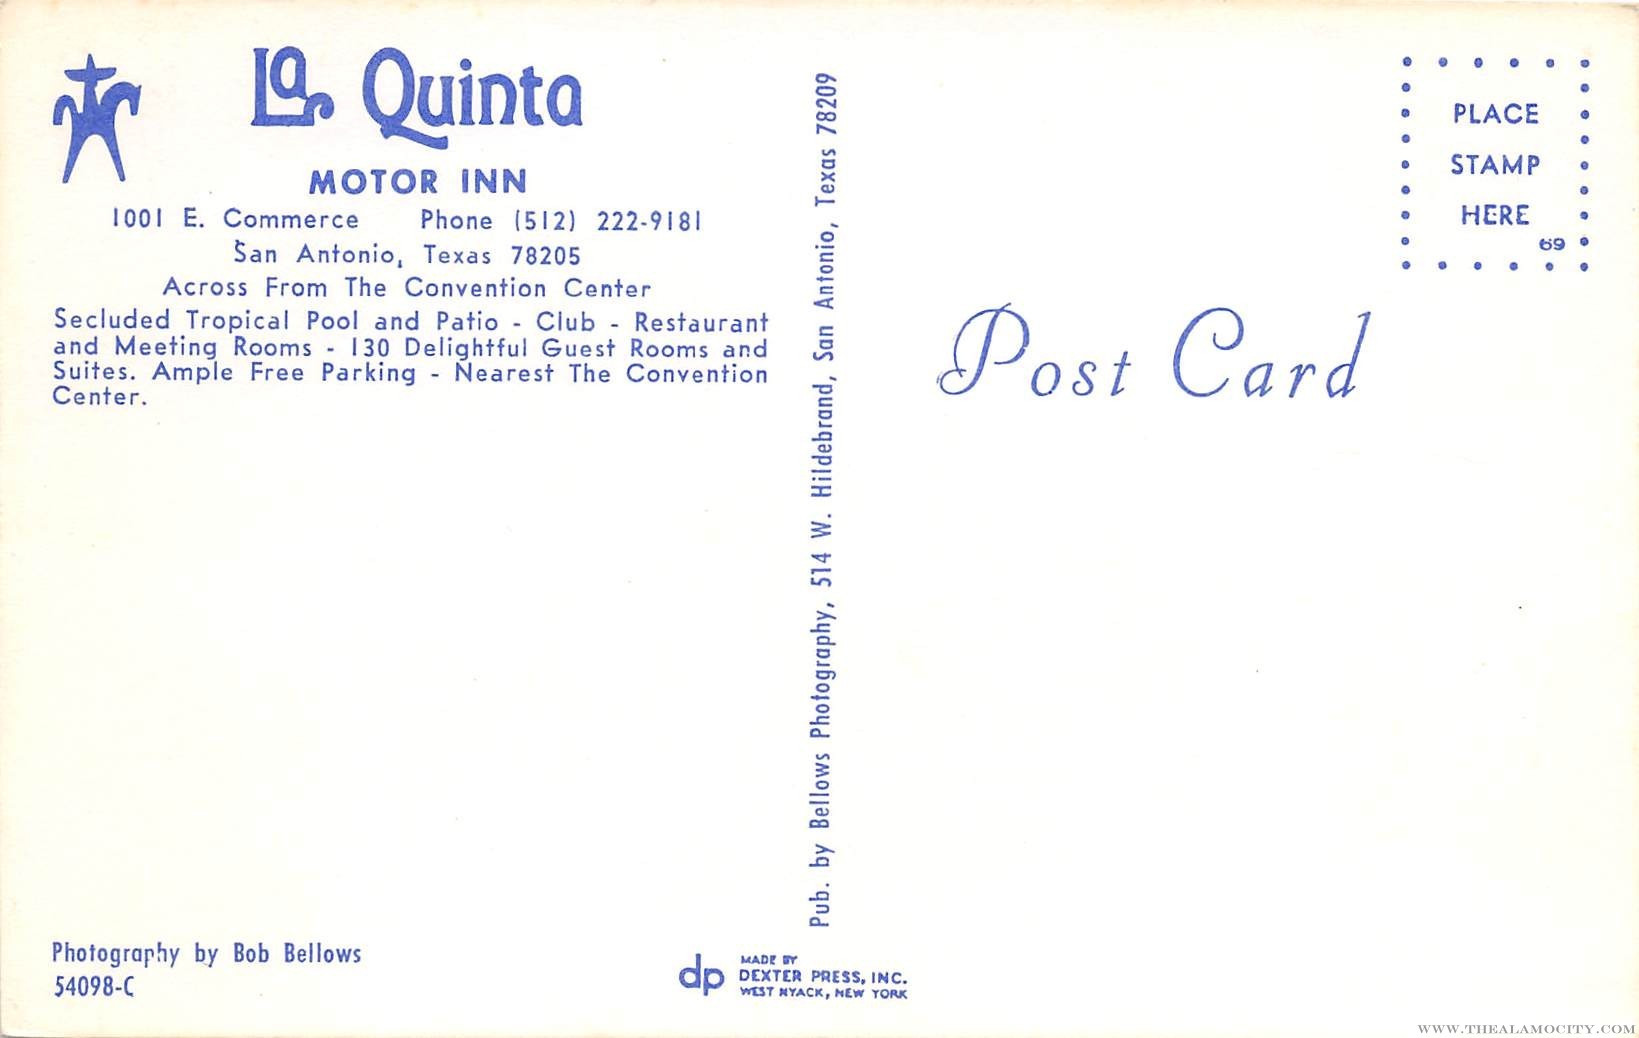 La Quinta
MOTOR INN
1001 E. Commerce Phone (512) 222-9181
San Antonio, Texas 78205
Across From The Convention Center
Secluded Tropical Pool and Patio - Club - Restaurant
and Meeting Rooms - 130 Delightful Guest Rooms and
Suites. Ample Free Parking - Nearest The Convention
Center.
Photography by Bob Bellows
54098-C
Pub. by Bellows Photography, 514 W. Hildebrand, San Antonio, Texas 78209
dp
MADE BY
DEXTER PRESS, INC.
WEST NYACK, NEW YORK
PLACE
STAMP
HERE
69
Post Card
WWW.THEALAMOCITY.COM